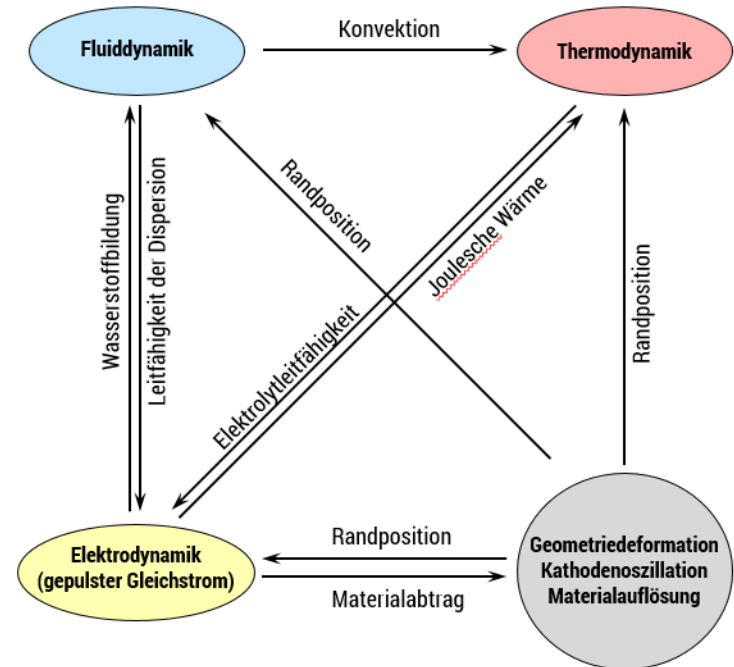 Fluiddynamik
Konvektion
Thermodynamik
Randposition
Joulesche Wärme
Wasserstoffbildung
Leitfähigkeit der Dispersion
Elektrolytleitfähigkeit
Randposition
Elektrodynamik
(gepulster Gleichstrom)
Randposition
Materialabtrag
Geometriedeformation
Kathodenoszillation
Materialauflösung